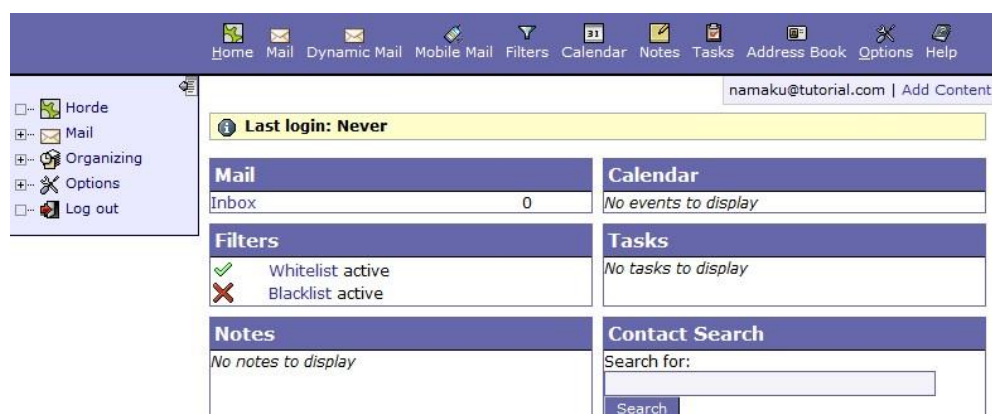 Home Mail Dynamic Mail Mobile Mail Filters 31 Calendar Notes Tasks Address Book Options Help
namaku@tutorial.com | Add Content
Horde
Mail
Organizing
Options
Log out
Last login: Never
Mail
Inbox 0
Calendar
No events to display
Filters
Whitelist active
Blacklist active
Tasks
No tasks to display
Notes
No notes to display
Contact Search
Search for:
Search